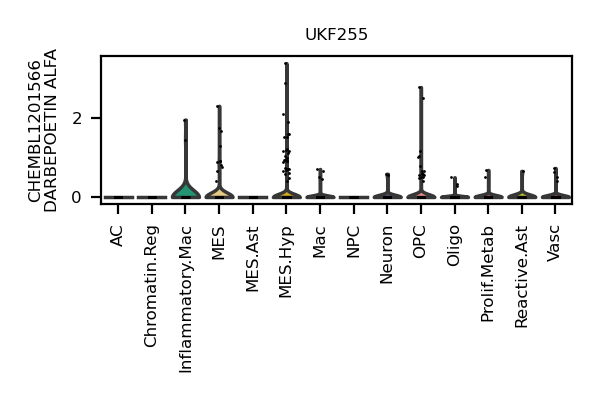 UKF255
CHEMBL1201566
DARBEPOETIN ALFA
2
0
AC
Chromatin.Reg
Inflammatory.Mac
MES
MES.Ast
MES.Hyp
Mac
NPC
Neuron
OPC
Oligo
Prolif.Metab
Reactive.Ast
Vasc